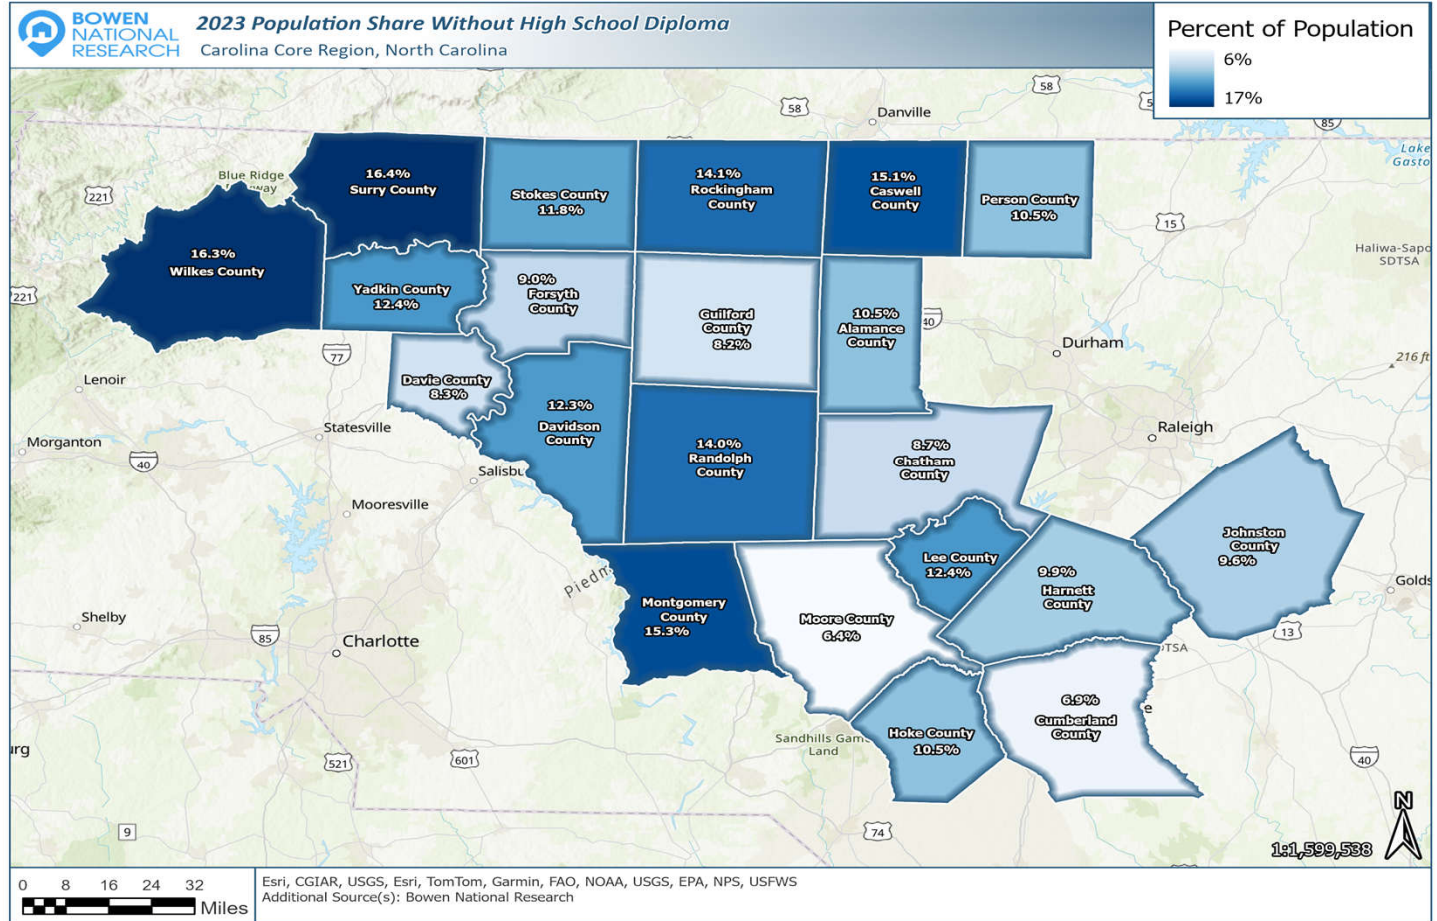 BOWEN
NATIONAL
RESEARCH
2023 Population Share Without High School Diploma
Carolina Core Region, North Carolina
Percent of Population
6%
17%
58
58
Danville
85
Lake
Gasto
Blue Ridge
way
221
16.4%
Surry County
Stokes County
11.8%
14.1%
Rockingham
County
15.1%
Caswell
County
Person County
10.5%
15
Haliwa-Sapo
SDTSA
16.3%
Wilkes County
221
Yadkin County
12.4%
9.0%
Forsyth
County
Guilford
County
8.2%
10.5%
Alamance
County
40
Durham
77
216 ft
Lenoir
Davie County
8.3%
12.3%
Davidson
County
14.0%
Randolph
County
8.7%
Chatham
County
Raleigh
Statesville
Morganton
40
Salisbu
Mooresville
Johnston
County
9.6%
Lee County
12.4%
9.9%
Harnett
County
Golds
Piedm
Montgomery
County
15.3%
Moore County
6.4%
Shelby
85
Charlotte
13
DTSA
6.9%
Cumberland
County
e
Hoke County
10.5%
Sandhills Game
Land
urg
521
601
40
9
74
N
1:1,599,538
0 8 16 24 32
Miles
Esri, CGIAR, USGS, Esri, TomTom, Garmin, FAO, NOAA, USGS, EPA, NPS, USFWS
Additional Source(s): Bowen National Research